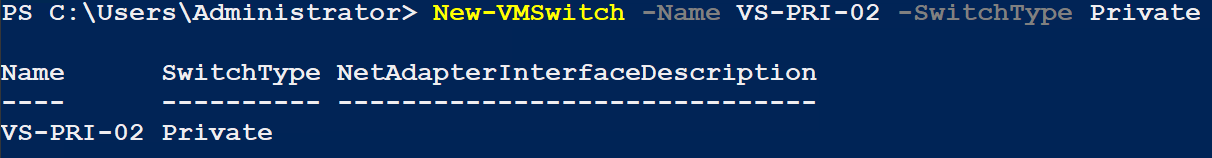 PS C:\Users\Administrator> New-VMSwitch -Name VS-PRI-02 -SwitchType Private
Name      SwitchType NetAdapterInterfaceDescription
----      ---------- ------------------------------
VS-PRI-02 Private